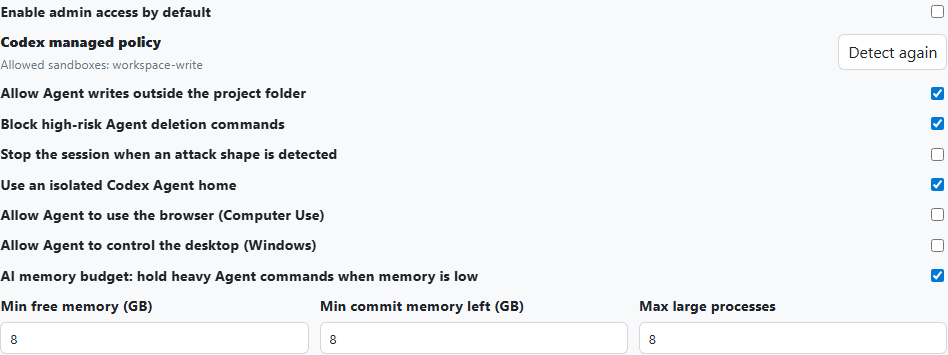 Enable admin access by default
Codex managed policy
Allowed sandboxes: workspace-write
Detect again
Allow Agent writes outside the project folder
Block high-risk Agent deletion commands
Stop the session when an attack shape is detected
Use an isolated Codex Agent home
Allow Agent to use the browser (Computer Use)
Allow Agent to control the desktop (Windows)
AI memory budget: hold heavy Agent commands when memory is low
Min free memory (GB) Min commit memory left (GB) Max large processes
8 8 8